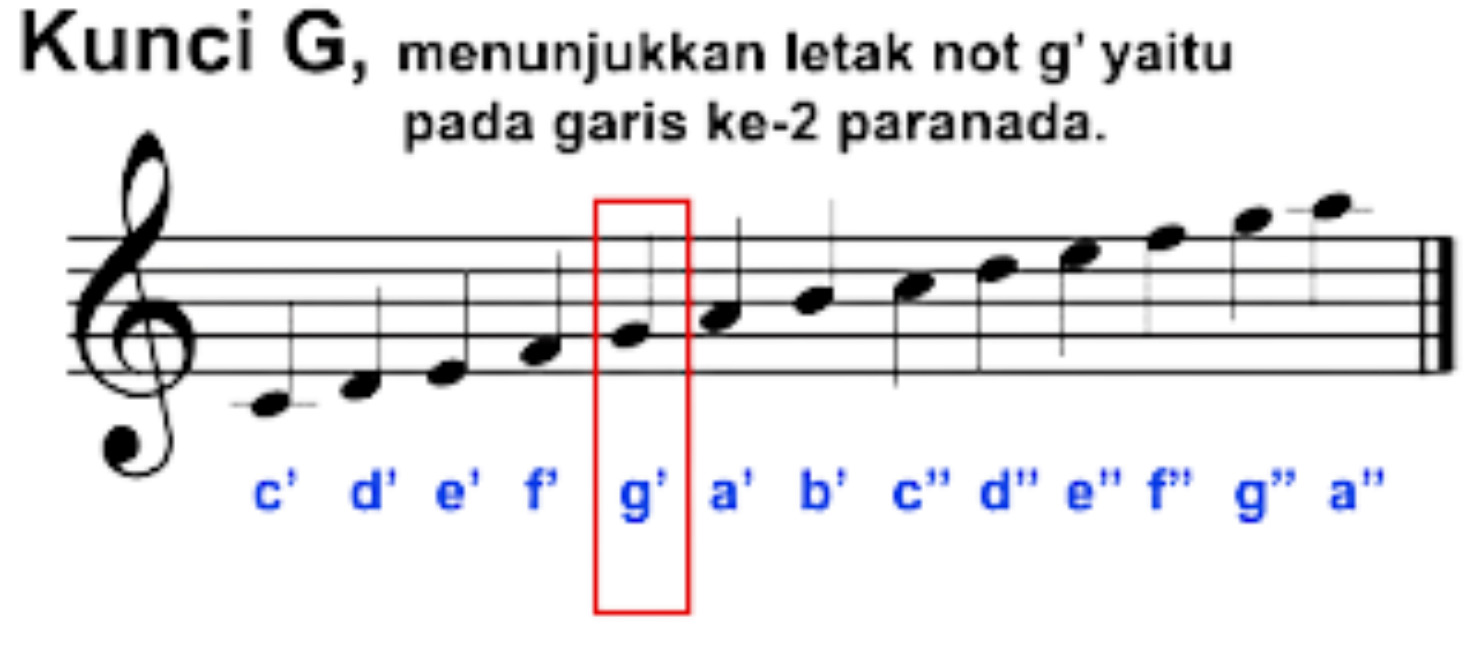 Kunci G, menunjukkan letak not g’ yaitu
pada garis ke-2 paranada.
c’ d’ e’ f’ g’ a’ b’ c” d” e” f” g” a”